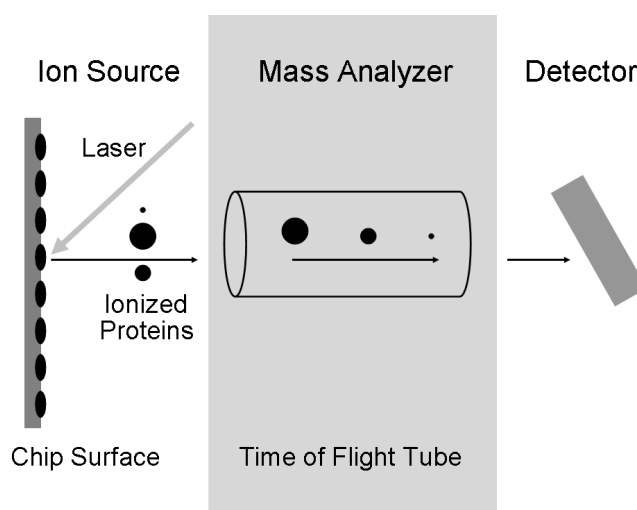 Ion Source
Mass Analyzer
Detector
Laser
Ionized
Proteins
Chip Surface
Time of Flight Tube